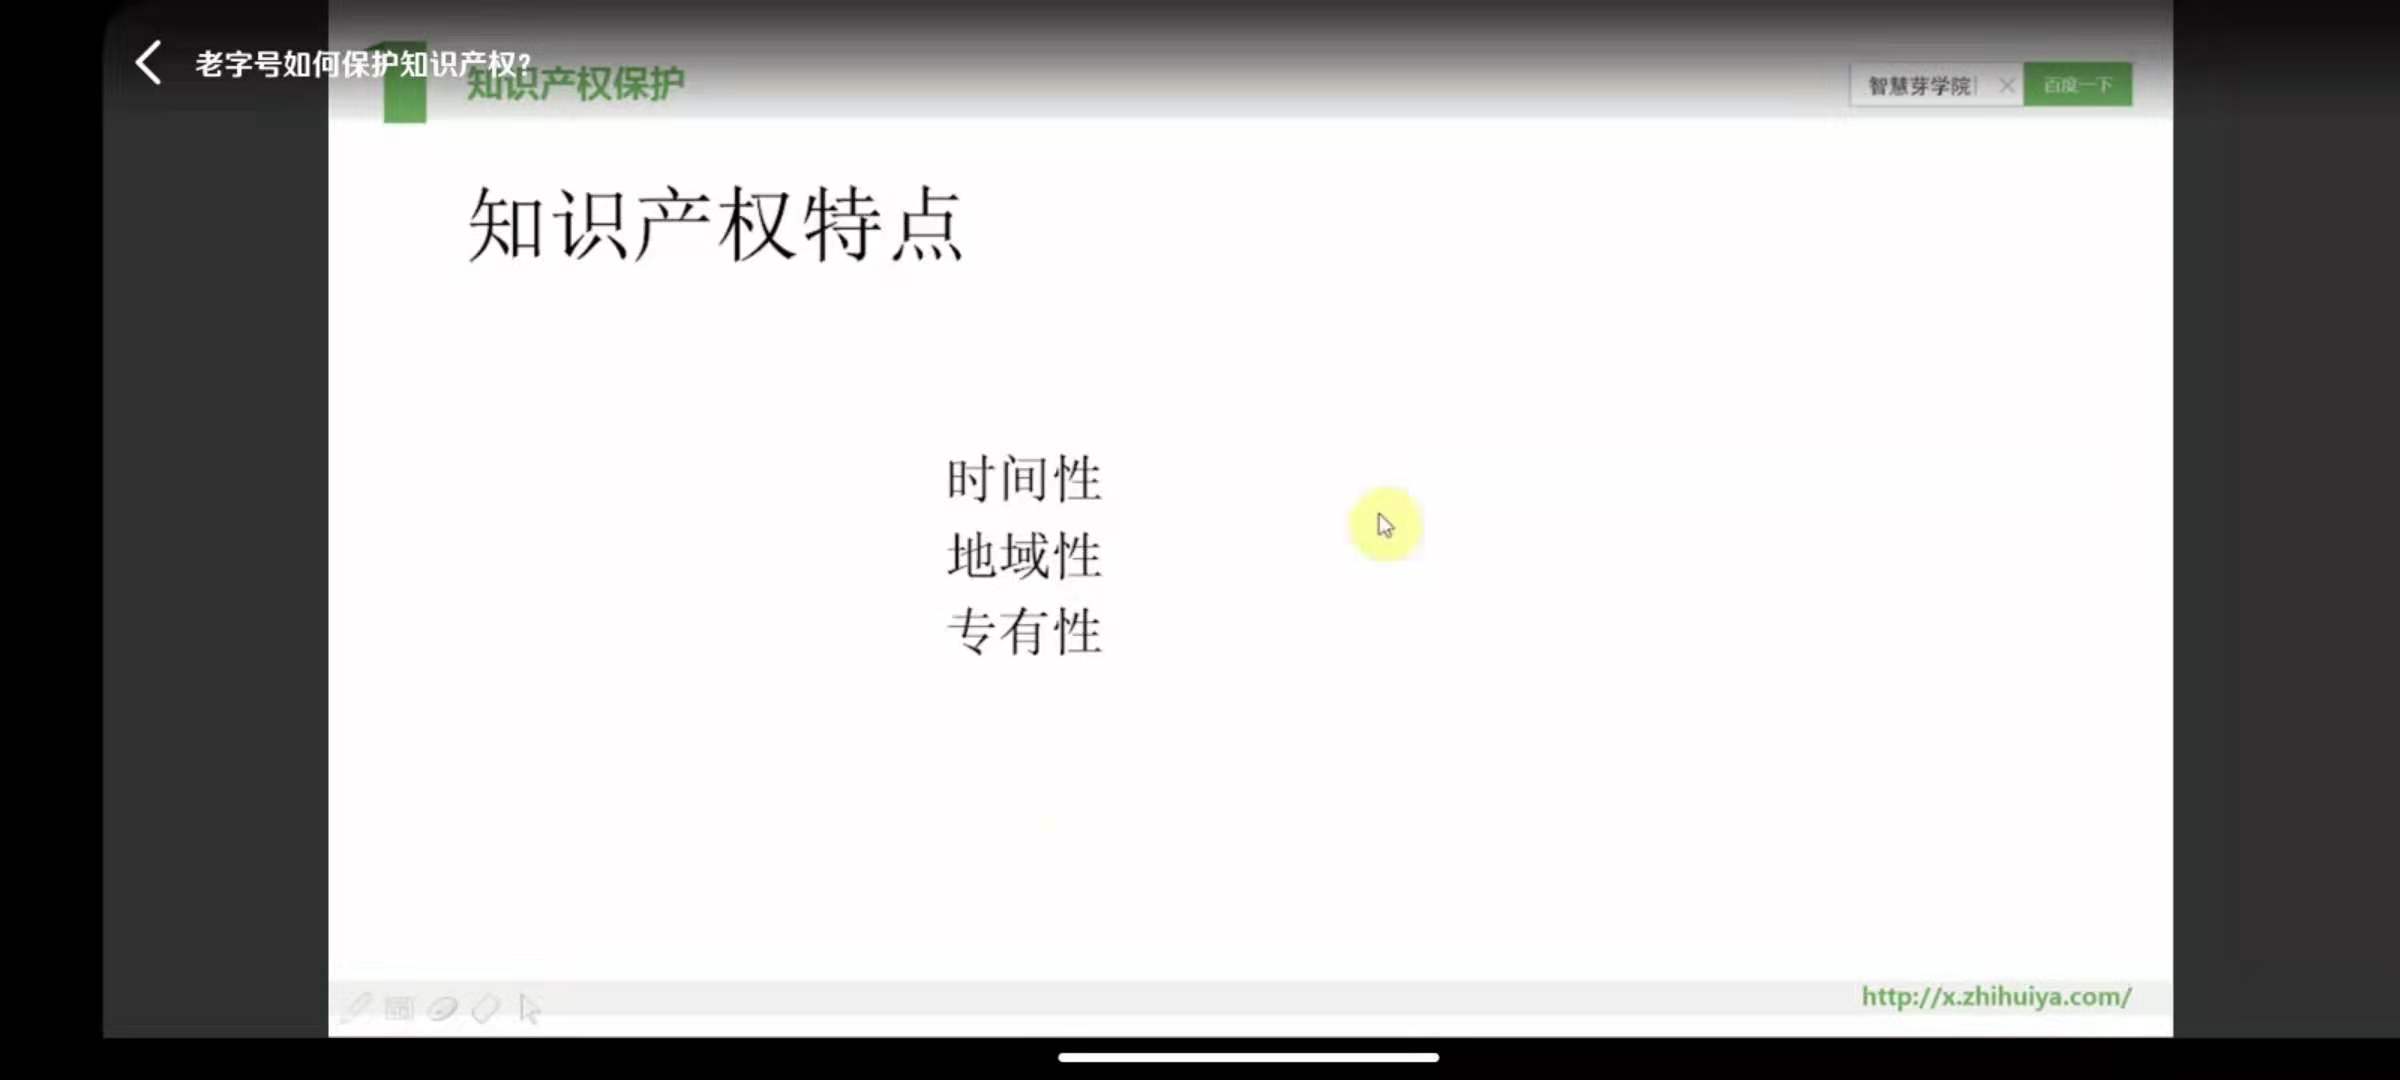 老字号如何保护知识产权?
知识产权保护
智慧芽学院
百度一下
知识产权特点
时间性
地域性
专有性
http://x.zhihuiya.com/